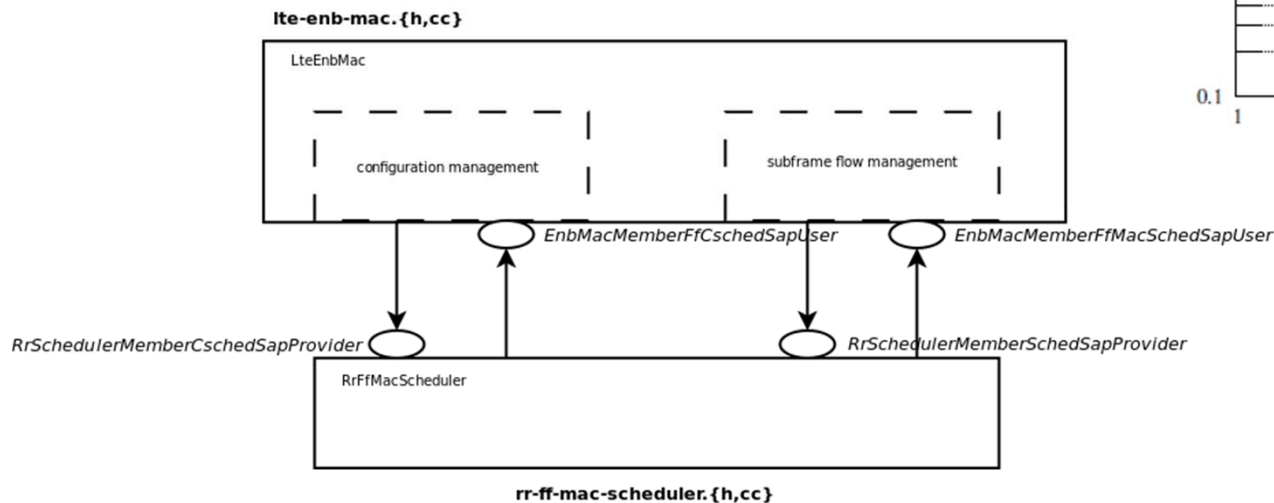 lte-enb-mac.{h,cc}
LteEnbMac
0.1
1
configuration management
subframe flow management
EnbMacMemberFfCschedSapUser
EnbMacMemberFfMacSchedSapUser
RrSchedulerMemberCschedSapProvider
RrSchedulerMemberSchedSapProvider
RrFfMacScheduler
rr-ff-mac-scheduler.{h,cc}